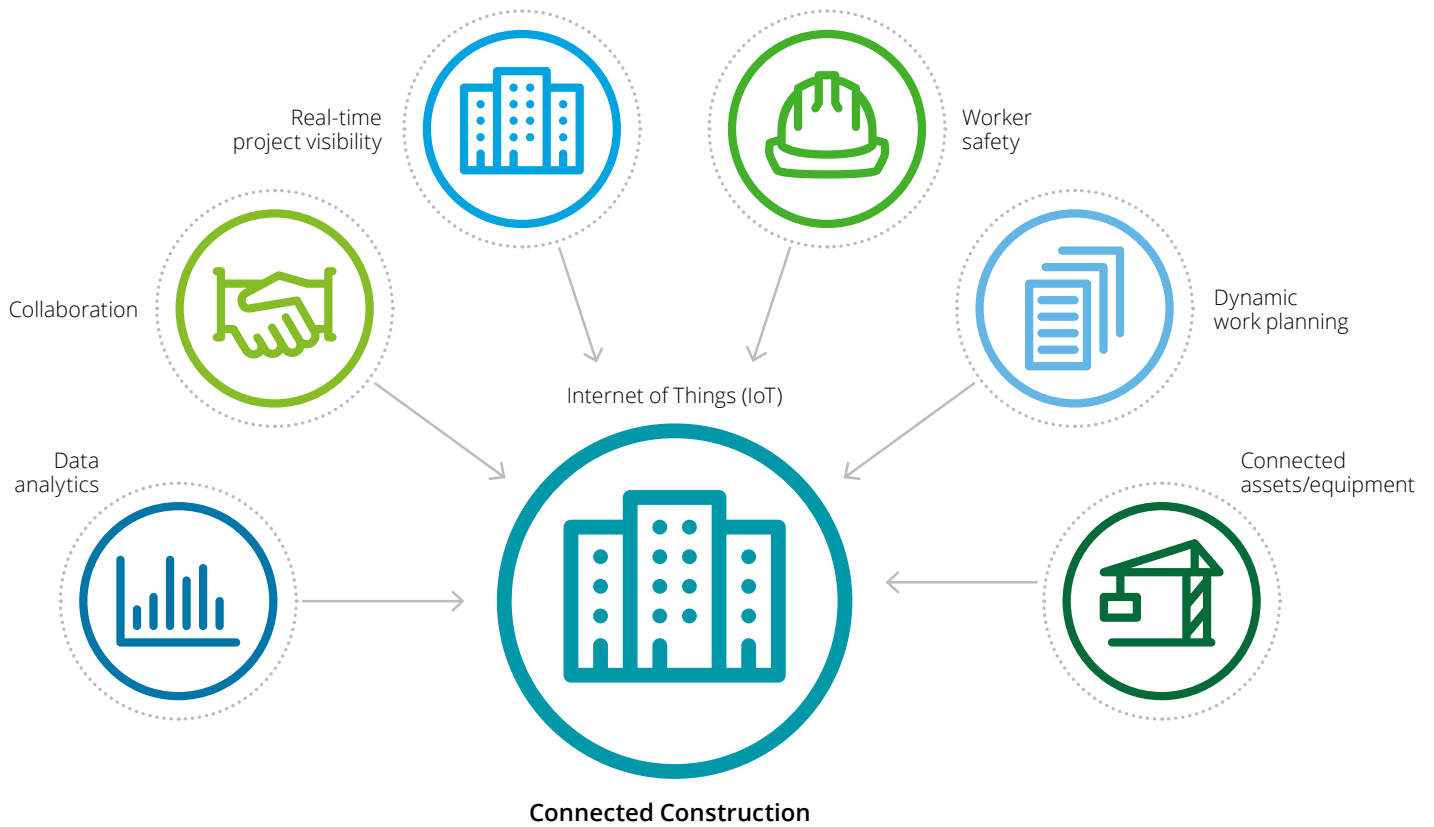 Real-time
project visibility
Worker
safety
Collaboration
Dynamic
work planning
Internet of Things (IoT)
Data
analytics
Connected
assets/equipment
Connected Construction